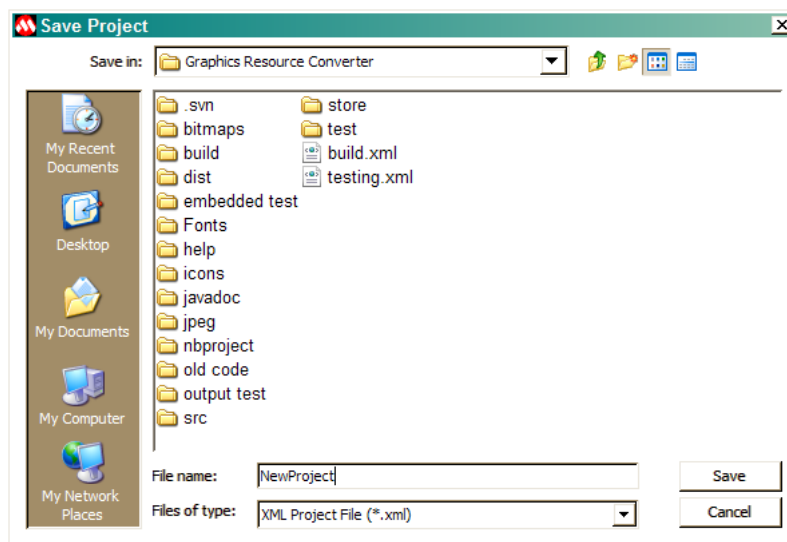 Save Project
Save in: Graphics Resource Converter
My Recent
Documents
Desktop
My Documents
My Computer
My Network
Places
.svn
bitmaps
build
dist
embedded test
Fonts
help
icons
javadoc
jpeg
nbproject
old code
output test
src
store
test
build.xml
testing.xml
File name: NewProject
Save
Files of type: XML Project File (*.xml)
Cancel